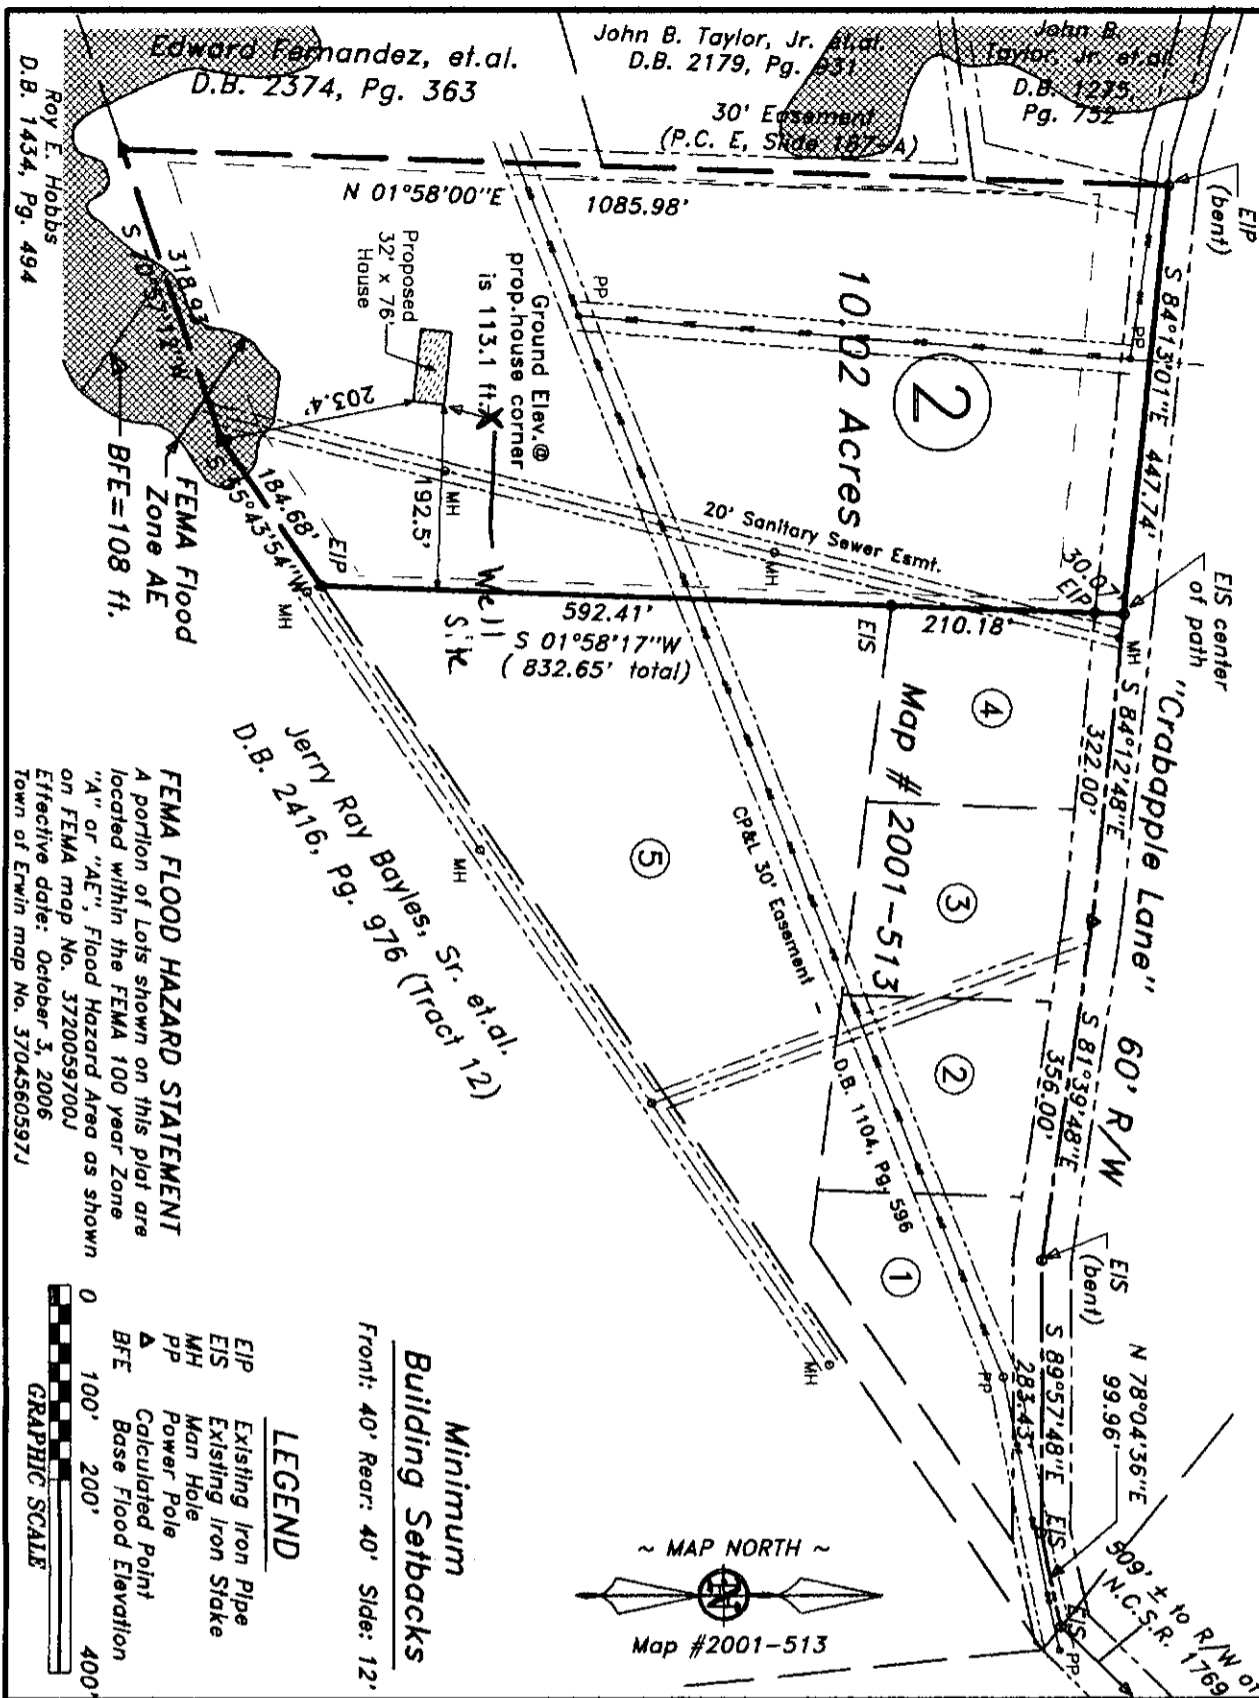 Edward Fernandez, et.al.
D.B. 2374, Pg. 363
John B. Taylor, Jr. et.al.
D.B. 2179, Pg. 931
John B.
Taylor, Jr. et.al.
D.B. 1275,
Pg. 752
30' Easement
(P.C. E, Slide 187-A)
Roy E. Hobbs
D.B. 1434, Pg. 494
N 01°58'00"E
1085.98'
EIP
(bent)
S 84°13'01"E 447.74'
PP
PP
10.02 Acres
2
318.93'
Proposed
32' x 76'
House
Ground Elev.@
prop.house corner
is 113.1 ft.
X
203.4'
192.5'
MH
BFE=108 ft.
FEMA Flood
Zone AE
184.68'
EIP
MH
Well
Site
20' Sanitary Sewer Esmt.
MH
30.07'
EIP
EIS center
of path
MH
592.41'
S 01°58'17"W
( 832.65' total)
EIS
210.18'
"Crabapple Lane" 60' R/W
S 84°12'48"E
322.00'
Map # 2001-513
4
3
2
1
5
S 81°39'48"E
356.00'
CP&L 30' Easement -
D.B. 1104, Pg. 596
Jerry Ray Bayles, Sr. et.al.
D.B. 2416, Pg. 976 (Tract 12)
MH
MH
EIS
(bent)
S 89°57'48"E
283.43'
EIS
N 78°04'36"E
99.96'
PP
EIS
PP
909' ± to R/W of
N.C.S.R. 1769
FEMA FLOOD HAZARD STATEMENT
A portion of Lots shown on this plat are
located within the FEMA 100 year Zone
"A" or "AE", Flood Hazard Area as shown
on FEMA map No. 3720059700J
Effective date: October 3, 2006
Town of Erwin map No. 3704560597J
Minimum
Building Setbacks
Front: 40' Rear: 40' Side: 12'
LEGEND
EIP Existing Iron Pipe
EIS Existing Iron Stake
MH Man Hole
PP Power Pole
Δ Calculated Point
BFE Base Flood Elevation
0 100' 200' 400'
GRAPHIC SCALE
~ MAP NORTH ~
N
Map #2001-513